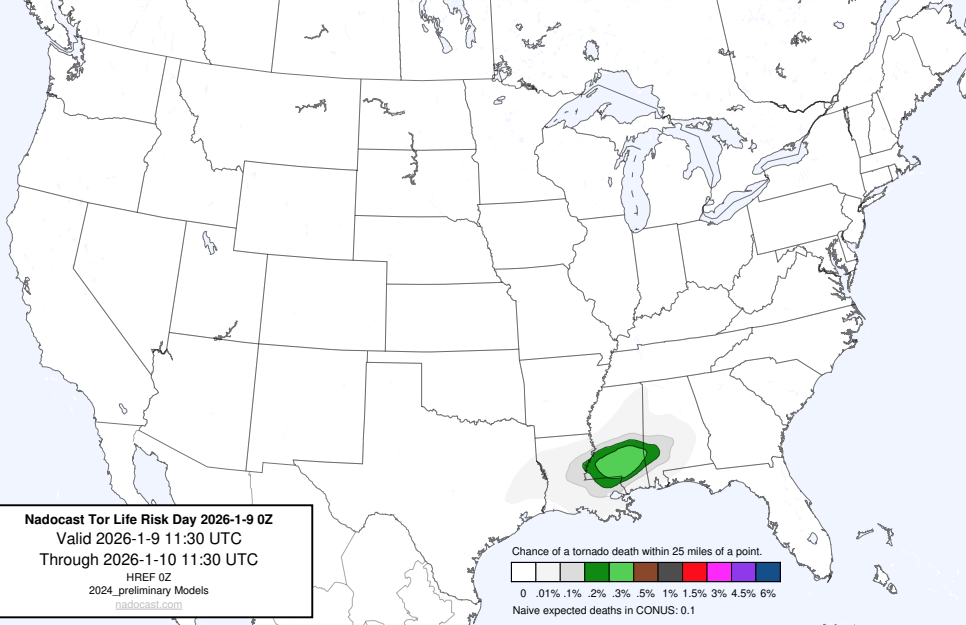 Nadocast Tor Life Risk Day 2026-1-9 0Z
Valid 2026-1-9 11:30 UTC
Through 2026-1-10 11:30 UTC
HREF 0Z
2024_preliminary Models
nadocast.com
Chance of a tornado death within 25 miles of a point.
0 .01% .1% .2% .3% .5% 1% 1.5% 3% 4.5% 6%
Naive expected deaths in CONUS: 0.1